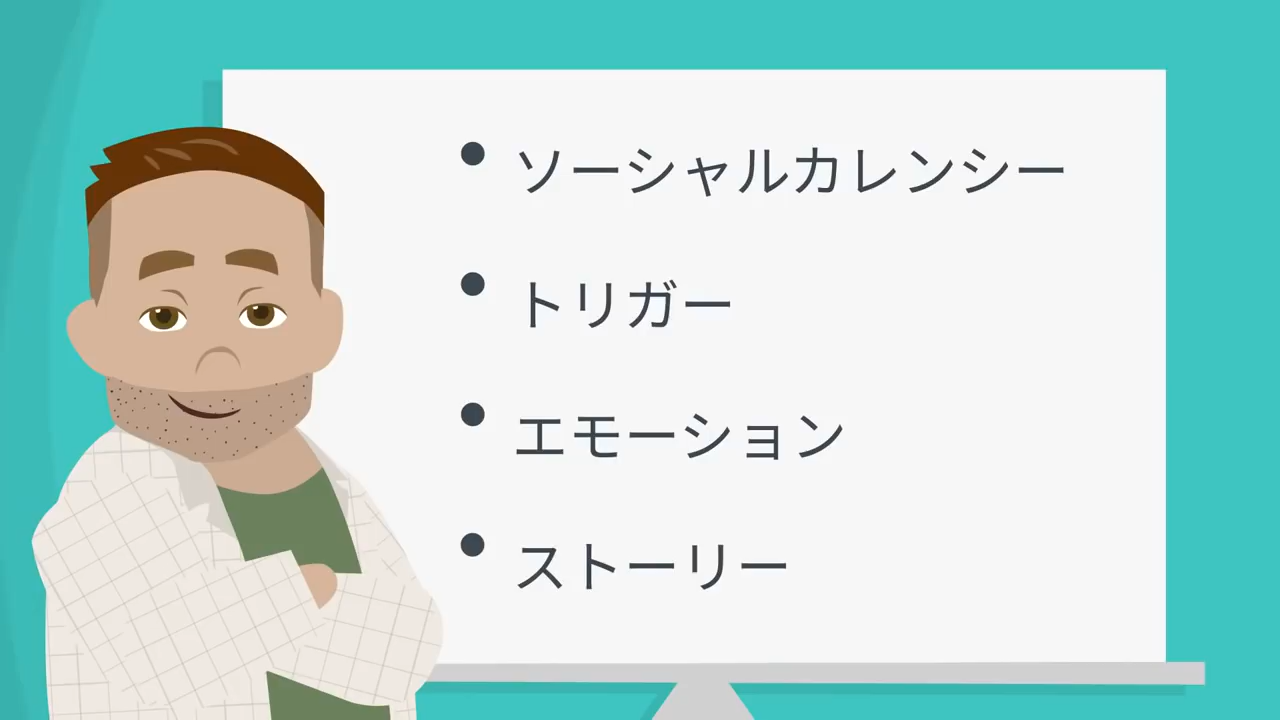 • ソーシャルカレンシー
• トリガー
• エモーション
• ストーリー